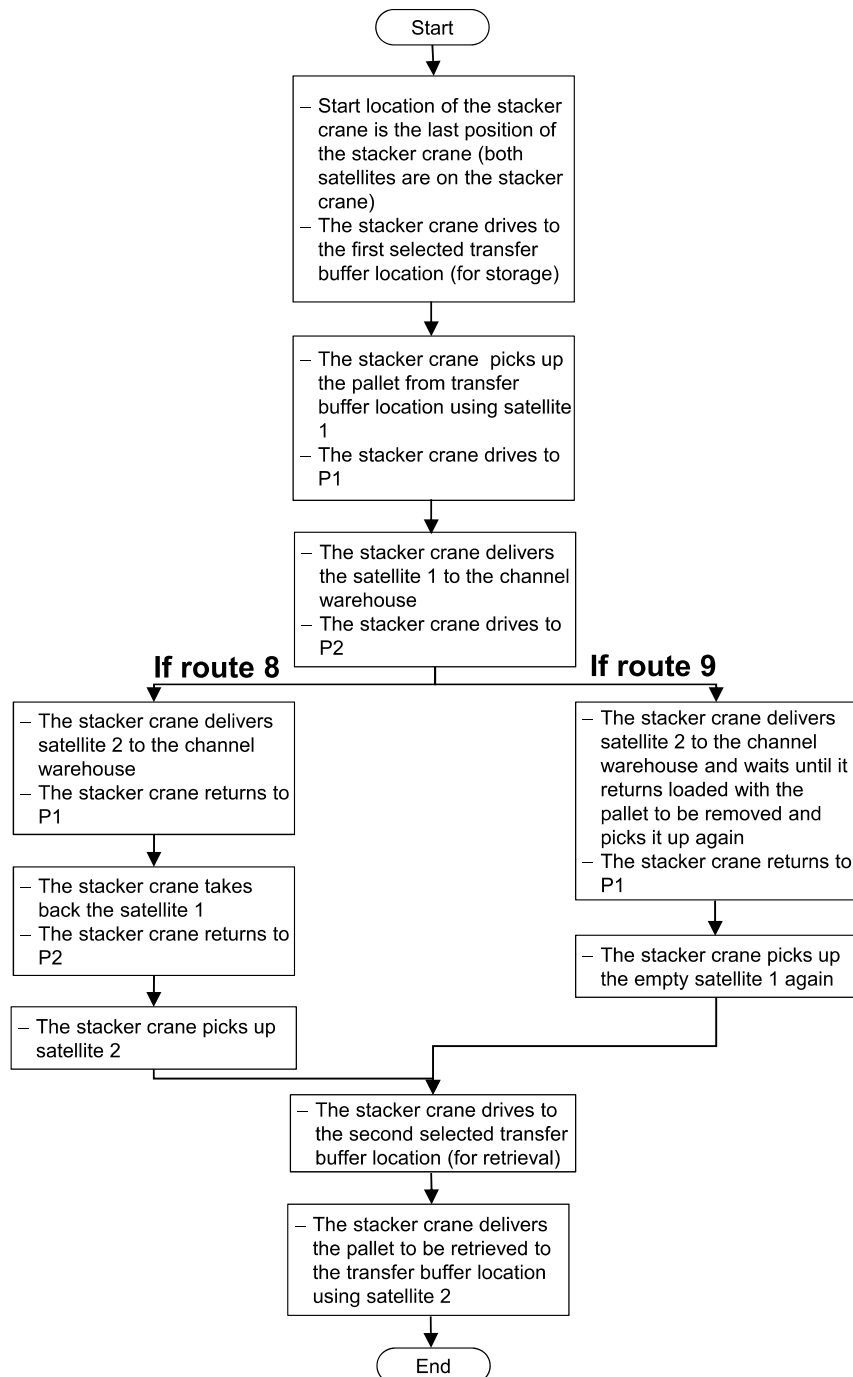 Start
– Start location of the stacker
crane is the last position of
the stacker crane (both
satellites are on the stacker
crane)
– The stacker crane drives to
the first selected transfer
buffer location (for storage)
– The stacker crane picks up
the pallet from transfer
buffer location using satellite
1
– The stacker crane drives to
P1
– The stacker crane delivers
the satellite 1 to the channel
warehouse
– The stacker crane drives to
P2
If route 8
– The stacker crane delivers
satellite 2 to the channel
warehouse
– The stacker crane returns to
P1
– The stacker crane takes
back the satellite 1
– The stacker crane returns to
P2
– The stacker crane picks up
satellite 2
If route 9
– The stacker crane delivers
satellite 2 to the channel
warehouse and waits until it
returns loaded with the
pallet to be removed and
picks it up again
– The stacker crane returns to
P1
– The stacker crane picks up
the empty satellite 1 again
– The stacker crane drives to
the second selected transfer
buffer location (for retrieval)
– The stacker crane delivers
the pallet to be retrieved to
the transfer buffer location
using satellite 2
End